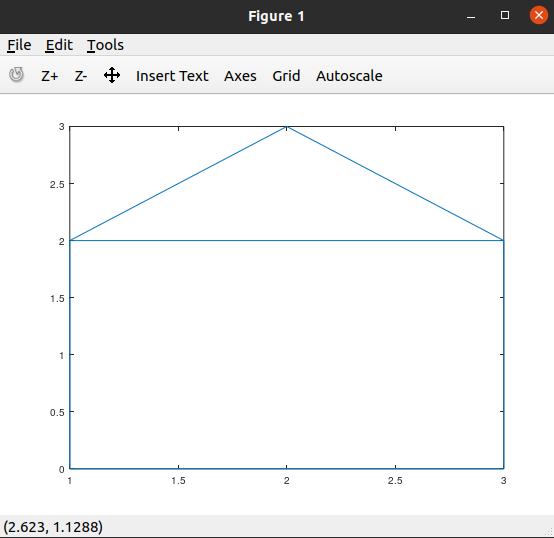 Figure 1
File Edit Tools
Z+ Z- Insert Text Axes Grid Autoscale
3
2.5
2
1.5
1
0.5
0
1 1.5 2 2.5 3
(2.623, 1.1288)